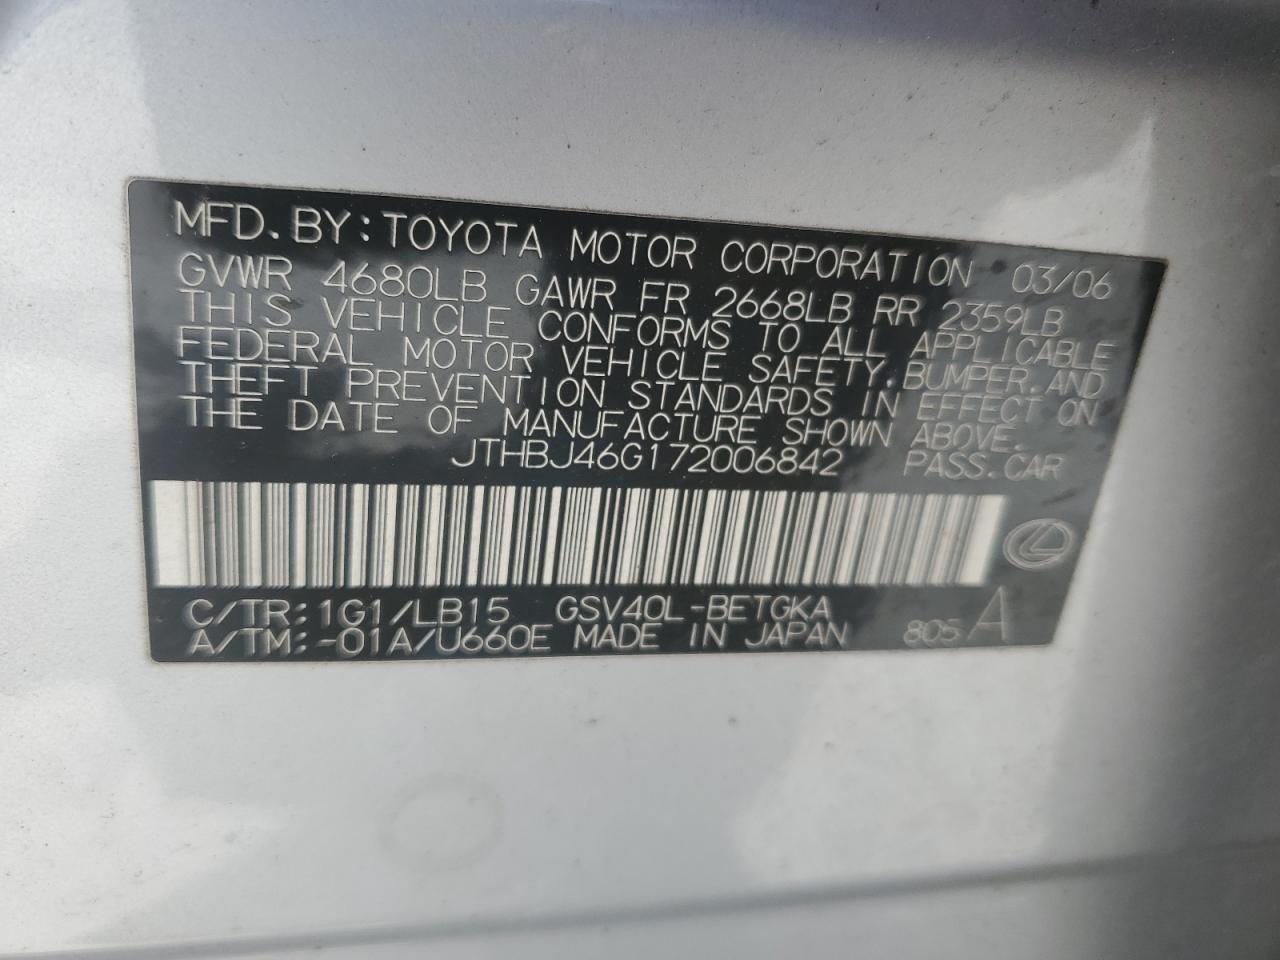 MFD. BY: TOYOTA MOTOR CORPORATION 03/06
GVWR 4680LB GAWR FR 2668LB RR 2359LB
THIS VEHICLE CONFORMS TO ALL APPLICABLE
FEDERAL MOTOR VEHICLE SAFETY, BUMPER, AND
THEFT PREVENTION STANDARDS IN EFFECT ON
THE DATE OF MANUFACTURE SHOWN ABOVE.
JTHBJ46G172006842 PASS.CAR
C/TR: 1G1/LB15 GSV40L-BETGKA
A/TM: -01A/U660E MADE IN JAPAN 805 A